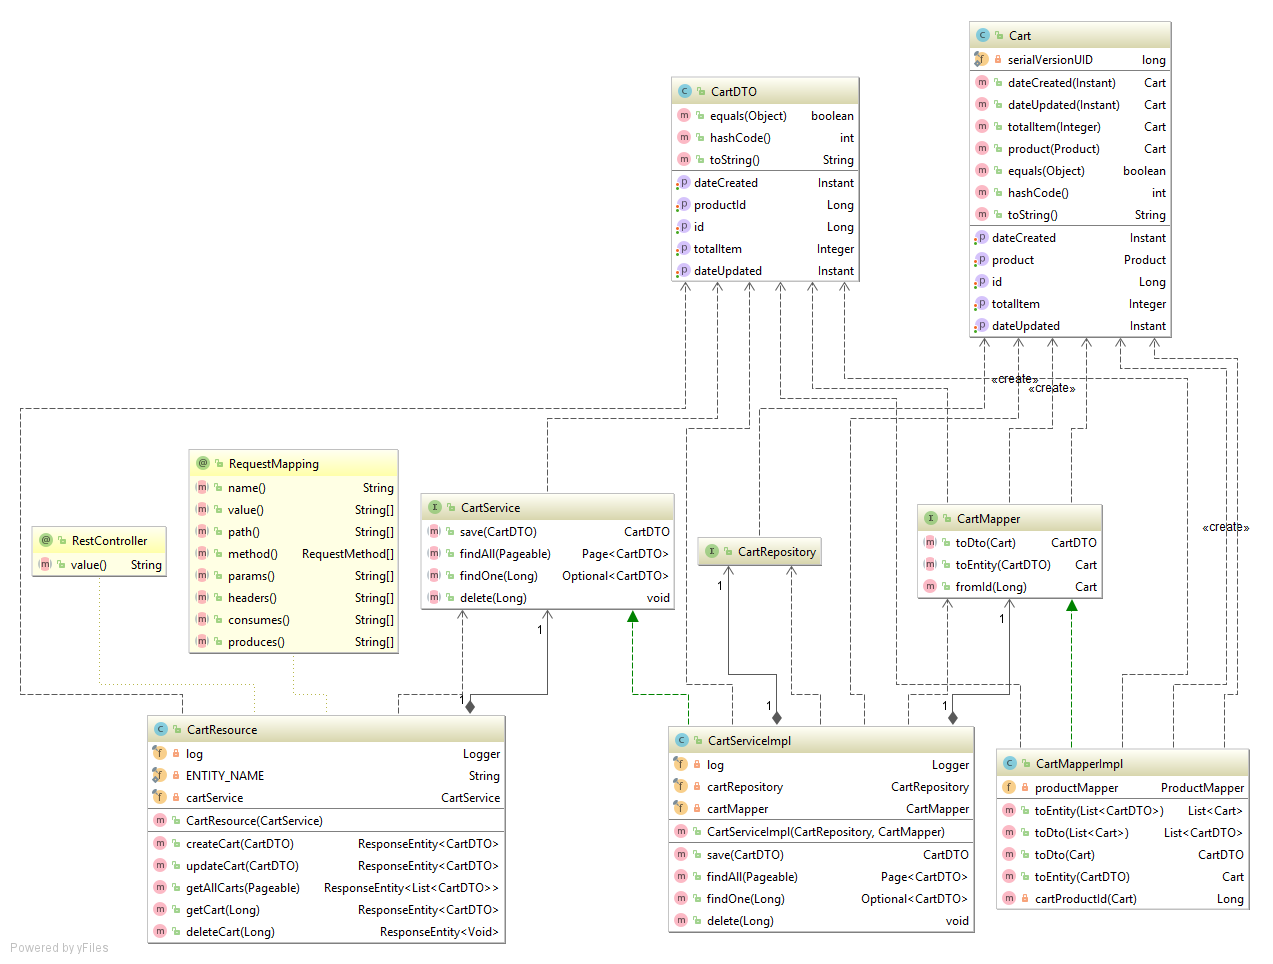 Cart
serialVersionUID long
dateCreated(Instant) Cart
dateUpdated(Instant) Cart
totalItem(Integer) Cart
product(Product) Cart
equals(Object) boolean
hashCode() int
toString() String
dateCreated Instant
product Product
id Long
totalItem Integer
dateUpdated Instant
CartDTO
equals(Object) boolean
hashCode() int
toString() String
dateCreated Instant
productId Long
id Long
totalItem Integer
dateUpdated Instant
«create»
«create»
«create»
RequestMapping
name() String
value() String[]
path() String[]
method() RequestMethod[]
params() String[]
headers() String[]
consumes() String[]
produces() String[]
RestController
value() String
CartService
save(CartDTO) CartDTO
findAll(Pageable) Page<CartDTO>
findOne(Long) Optional<CartDTO>
delete(Long) void
CartRepository
CartMapper
toDto(Cart) CartDTO
toEntity(CartDTO) Cart
fromId(Long) Cart
1
1
1
1
1
1
CartResource
log Logger
ENTITY_NAME String
cartService CartService
CartResource(CartService)
createCart(CartDTO) ResponseEntity<CartDTO>
updateCart(CartDTO) ResponseEntity<CartDTO>
getAllCarts(Pageable) ResponseEntity<List<CartDTO>>
getCart(Long) ResponseEntity<CartDTO>
deleteCart(Long) ResponseEntity<Void>
CartServiceImpl
log Logger
cartRepository CartRepository
cartMapper CartMapper
CartServiceImpl(CartRepository, CartMapper)
save(CartDTO) CartDTO
findAll(Pageable) Page<CartDTO>
findOne(Long) Optional<CartDTO>
delete(Long) void
CartMapperImpl
productMapper ProductMapper
toEntity(List<CartDTO>) List<Cart>
toDto(List<Cart>) List<CartDTO>
toDto(Cart) CartDTO
toEntity(CartDTO) Cart
cartProductId(Cart) Long
Powered by yFiles